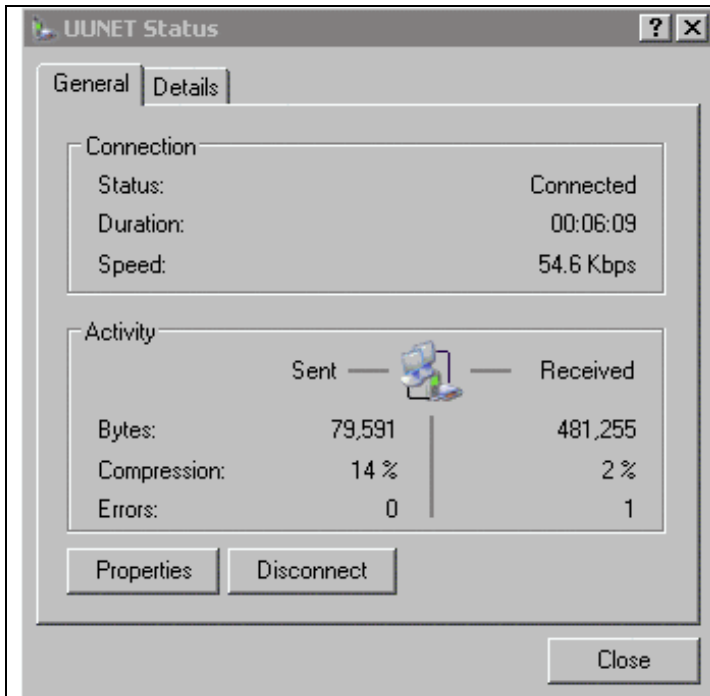 UUNET Status
General Details
Connection
Status: Connected
Duration: 00:06:09
Speed: 54.6 Kbps
Activity
Sent Received
Bytes: 79,591 481,255
Compression: 14 % 2 %
Errors: 0 1
Properties Disconnect
Close